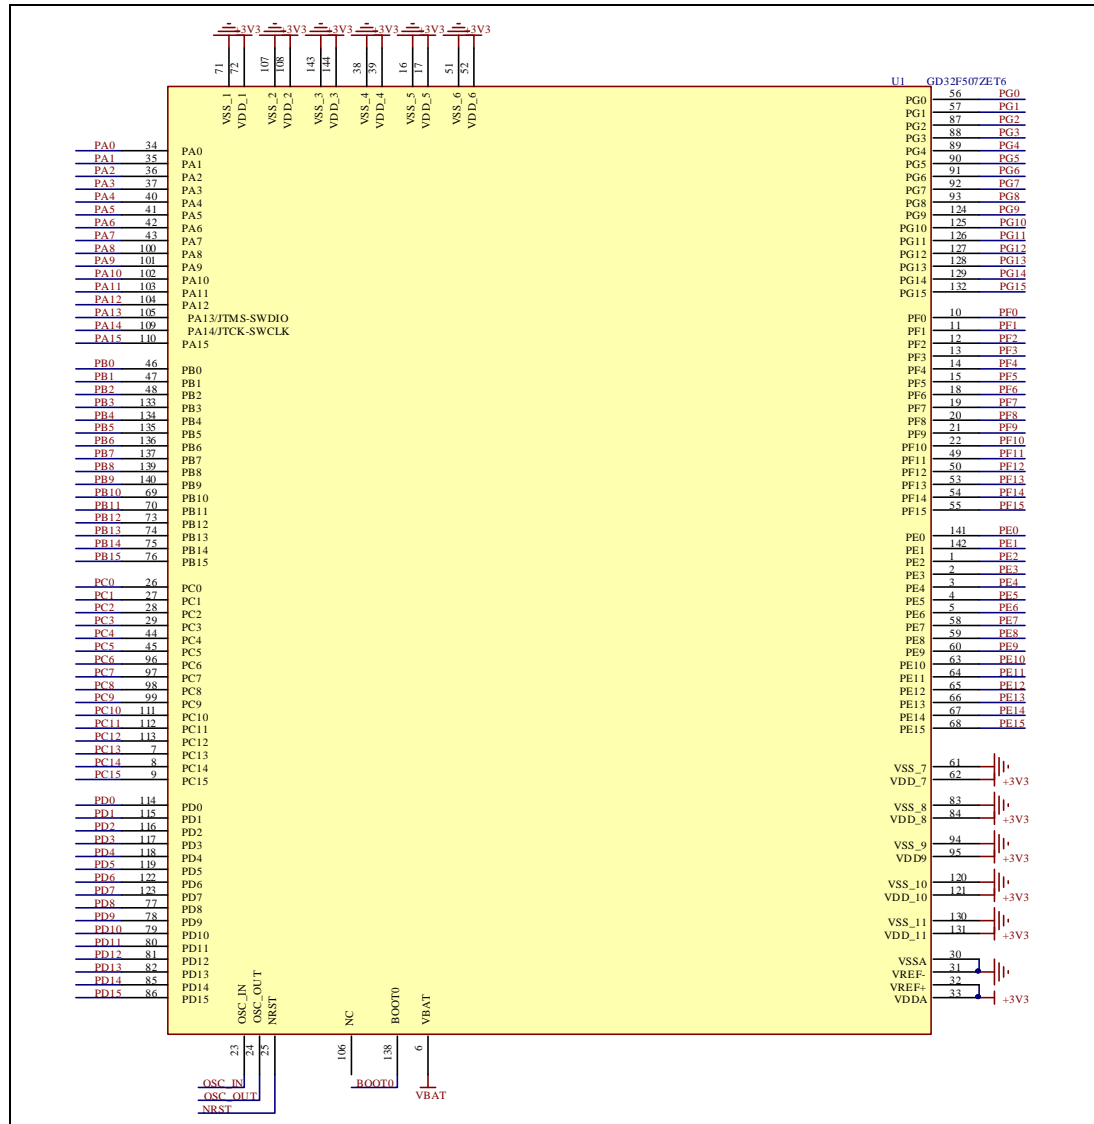 +3V3 +3V3 +3V3 +3V3 +3V3 +3V3
71 72 107 108 143 144 38 39 16 17 51 52
VSS_1 VDD_1 VSS_2 VDD_2 VSS_3 VDD_3 VSS_4 VDD_4 VSS_5 VDD_5 VSS_6 VDD_6
U1 GD32F507ZET6
PA0 34 PA0
PA1 35 PA1
PA2 36 PA2
PA3 37 PA3
PA4 40 PA4
PA5 41 PA5
PA6 42 PA6
PA7 43 PA7
PA8 100 PA8
PA9 101 PA9
PA10 102 PA10
PA11 103 PA11
PA12 104 PA12
PA13 105 PA13/JTMS-SWDIO
PA14 109 PA14/JTCK-SWCLK
PA15 110 PA15
PB0 46 PB0
PB1 47 PB1
PB2 48 PB2
PB3 133 PB3
PB4 134 PB4
PB5 135 PB5
PB6 136 PB6
PB7 137 PB7
PB8 139 PB8
PB9 140 PB9
PB10 69 PB10
PB11 70 PB11
PB12 73 PB12
PB13 74 PB13
PB14 75 PB14
PB15 76 PB15
PC0 26 PC0
PC1 27 PC1
PC2 28 PC2
PC3 29 PC3
PC4 44 PC4
PC5 45 PC5
PC6 96 PC6
PC7 97 PC7
PC8 98 PC8
PC9 99 PC9
PC10 111 PC10
PC11 112 PC11
PC12 113 PC12
PC13 7 PC13
PC14 8 PC14
PC15 9 PC15
PD0 114 PD0
PD1 115 PD1
PD2 116 PD2
PD3 117 PD3
PD4 118 PD4
PD5 119 PD5
PD6 122 PD6
PD7 123 PD7
PD8 77 PD8
PD9 78 PD9
PD10 79 PD10
PD11 80 PD11
PD12 81 PD12
PD13 82 PD13
PD14 85 PD14
PD15 86 PD15
PG0 56 PG0
PG1 57 PG1
PG2 87 PG2
PG3 88 PG3
PG4 89 PG4
PG5 90 PG5
PG6 91 PG6
PG7 92 PG7
PG8 93 PG8
PG9 124 PG9
PG10 125 PG10
PG11 126 PG11
PG12 127 PG12
PG13 128 PG13
PG14 129 PG14
PG15 132 PG15
PF0 10 PF0
PF1 11 PF1
PF2 12 PF2
PF3 13 PF3
PF4 14 PF4
PF5 15 PF5
PF6 18 PF6
PF7 19 PF7
PF8 20 PF8
PF9 21 PF9
PF10 22 PF10
PF11 49 PF11
PF12 50 PF12
PF13 53 PF13
PF14 54 PF14
PF15 55 PF15
PE0 141 PE0
PE1 142 PE1
PE2 1 PE2
PE3 2 PE3
PE4 3 PE4
PE5 4 PE5
PE6 5 PE6
PE7 58 PE7
PE8 59 PE8
PE9 60 PE9
PE10 63 PE10
PE11 64 PE11
PE12 65 PE12
PE13 66 PE13
PE14 67 PE14
PE15 68 PE15
VSS_7 61
VDD_7 62 +3V3
VSS_8 83
VDD_8 84 +3V3
VSS_9 94
VDD9 95 +3V3
VSS_10 120
VDD_10 121 +3V3
VSS_11 130
VDD_11 131 +3V3
VSSA 30
VREF- 31
VREF+ 32
VDDA 33 +3V3
OSC_IN OSC_OUT NRST NC BOOT0 VBAT
23 24 25 106 138 6
OSC_IN BOOT0
OSC_OUT VBAT
NRST